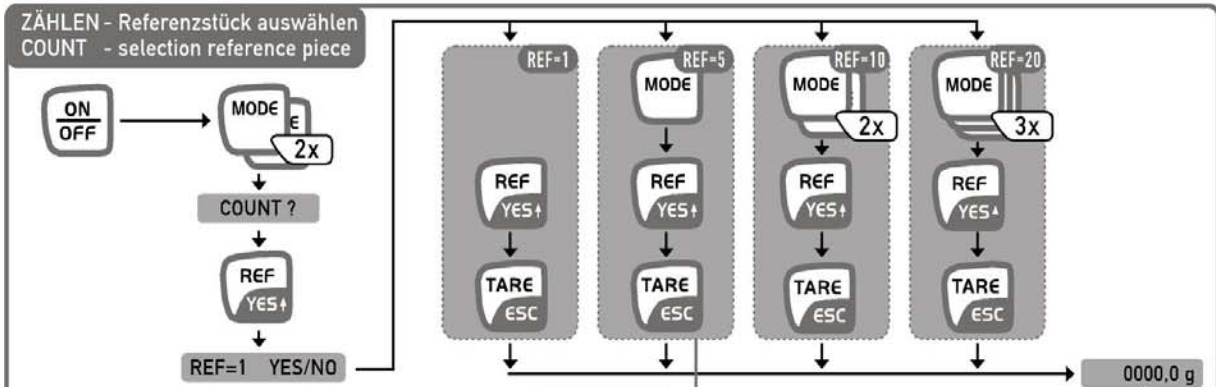 ZÄHLEN - Referenzstück auswählen
COUNT - selection reference piece
ON
OFF
MODE
E
2x
COUNT ?
REF
YES
REF=1 YES/NO
REF=1
REF
YES
TARE
ESC
REF=5
MODE
REF
YES
TARE
ESC
REF=10
MODE
2x
REF
YES
TARE
ESC
REF=20
MODE
3x
REF
YES
TARE
ESC
0000,0 g